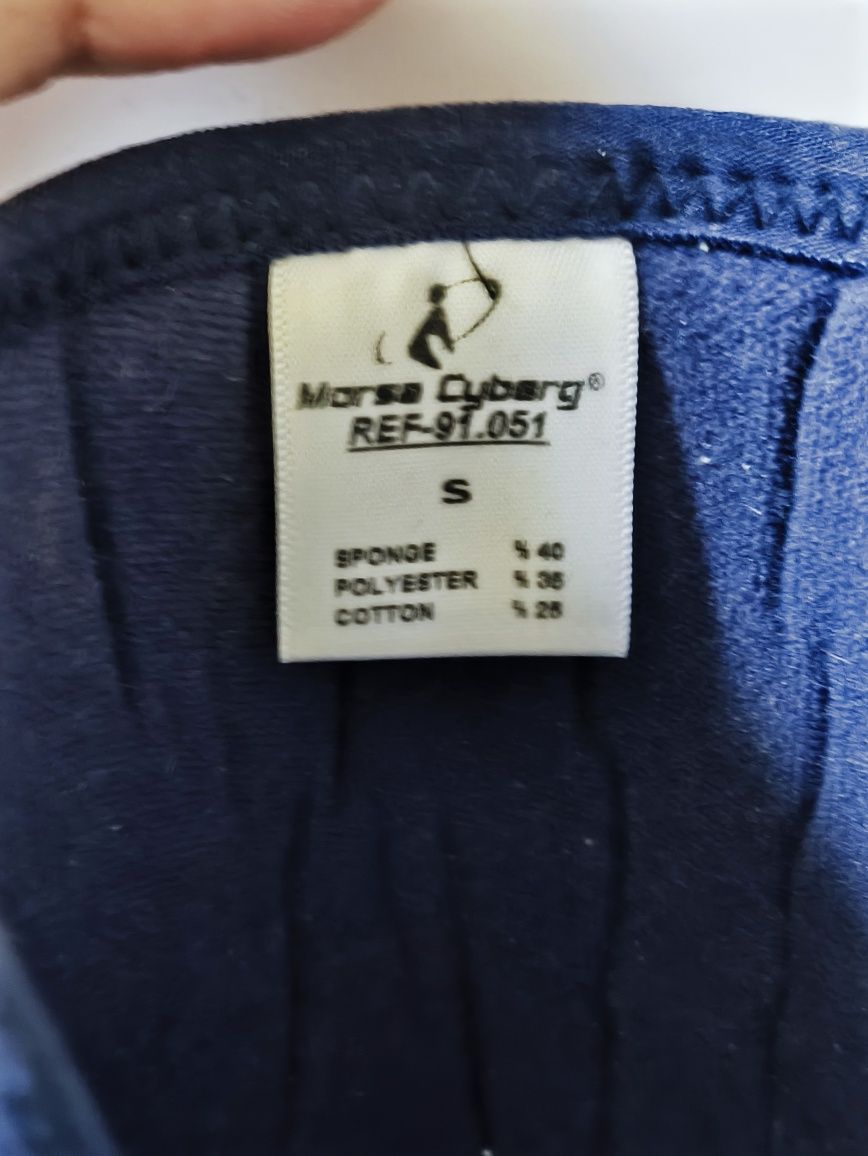 Morsa Cyberg®
REF-91.051
S
SPONGE % 40
POLYESTER % 35
COTTON % 25